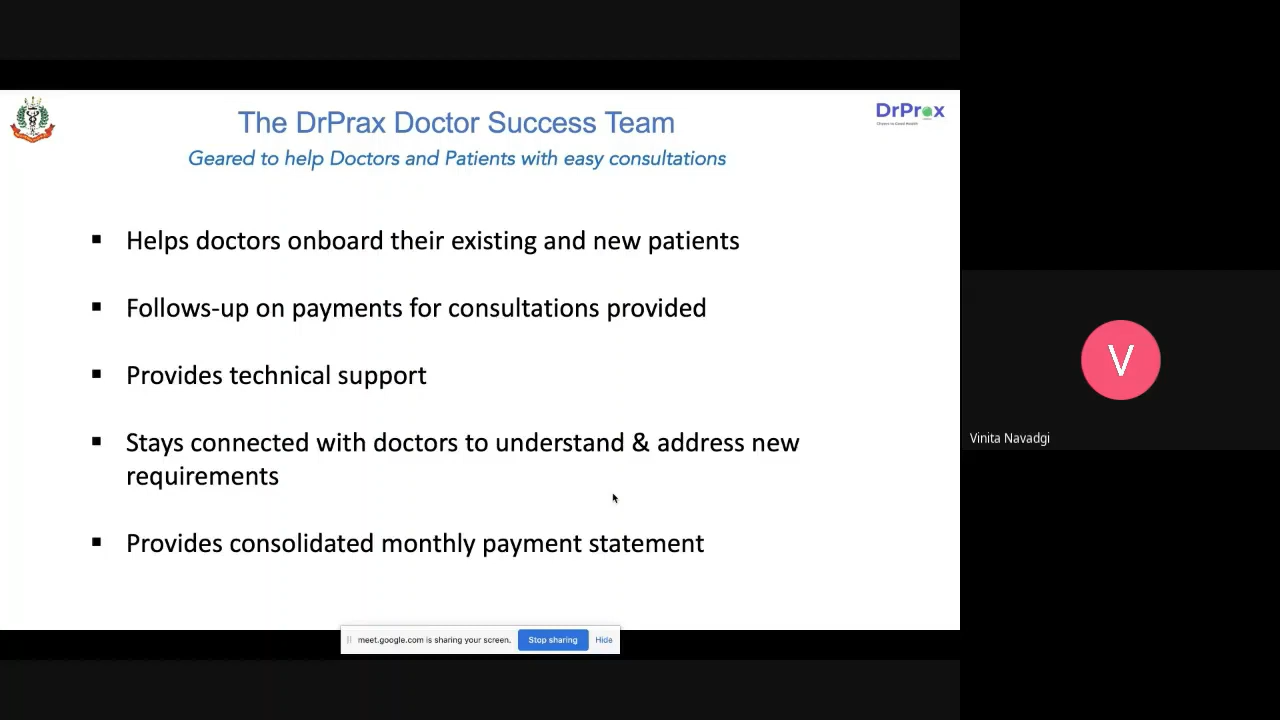 The DrPrax Doctor Success Team
DrPrax
Geared to help Doctors and Patients with easy consultations
▪ Helps doctors onboard their existing and new patients
▪ Follows-up on payments for consultations provided
▪ Provides technical support
▪ Stays connected with doctors to understand & address new
requirements
▪ Provides consolidated monthly payment statement
V
Vinita Navadgi
meet.google.com is sharing your screen.
Stop sharing
Hide